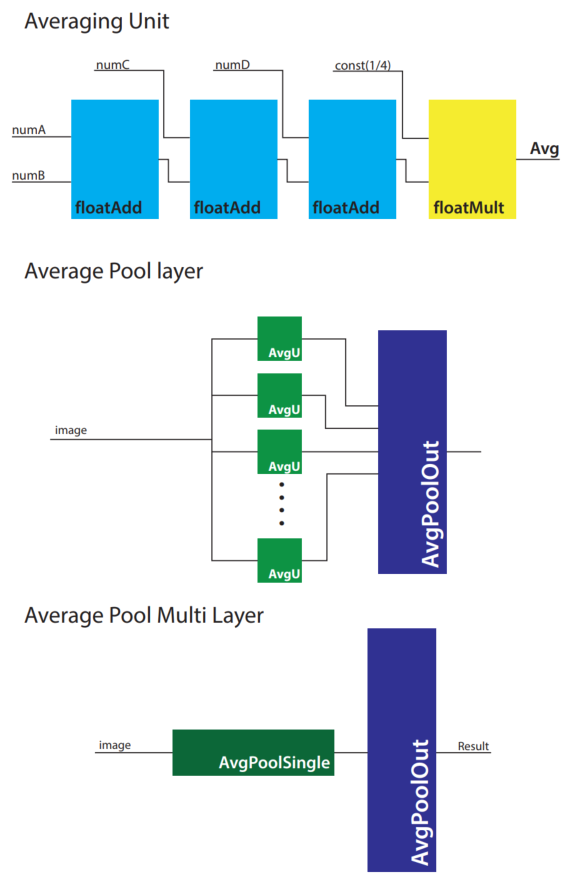 Averaging Unit
numC
numD
const(1/4)
numA
numB
Avg
floatAdd
floatAdd
floatAdd
floatMult
Average Pool layer
AvgU
AvgU
image
AvgU
AvgU
AvgPoolOut
Average Pool Multi Layer
image
AvgPoolSingle
AvgPoolOut
Result